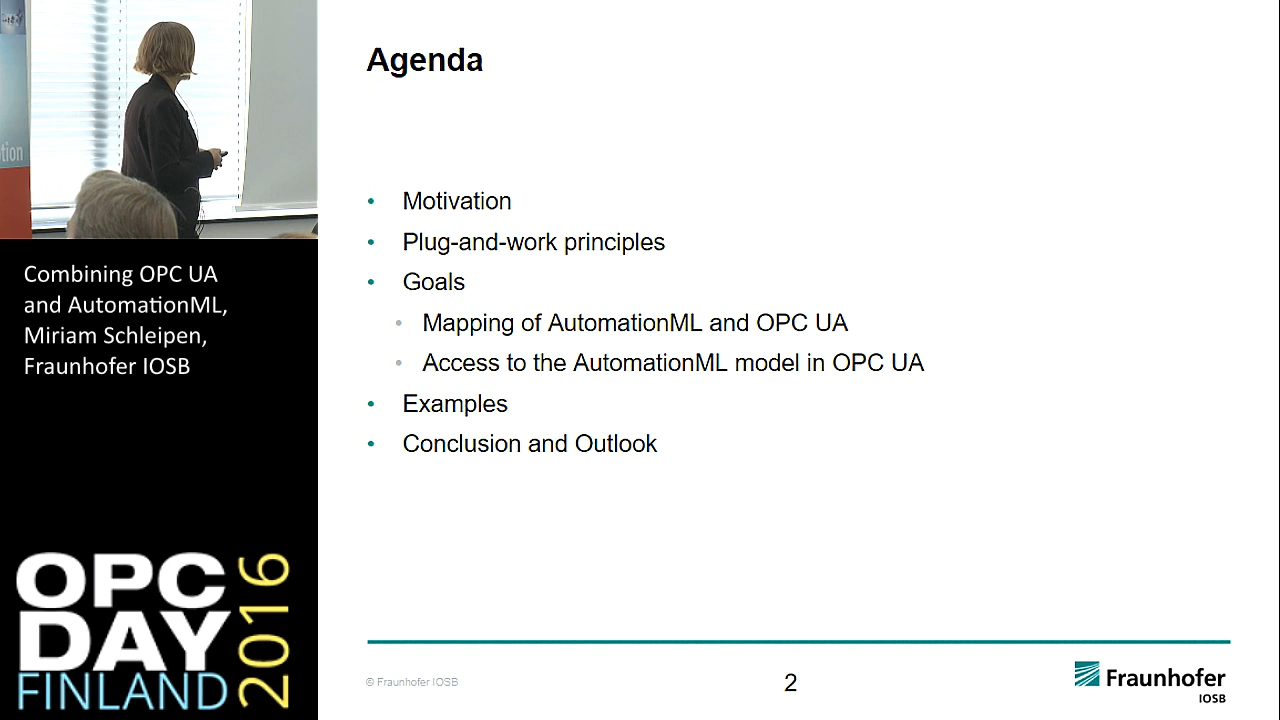 Agenda
• Motivation
• Plug-and-work principles
• Goals
• Mapping of AutomationML and OPC UA
• Access to the AutomationML model in OPC UA
• Examples
• Conclusion and Outlook
Combining OPC UA
and AutomationML,
Miriam Schleipen,
Fraunhofer IOSB
OPC
DAY
FINLAND
2016
© Fraunhofer IOSB
2
Fraunhofer
IOSB